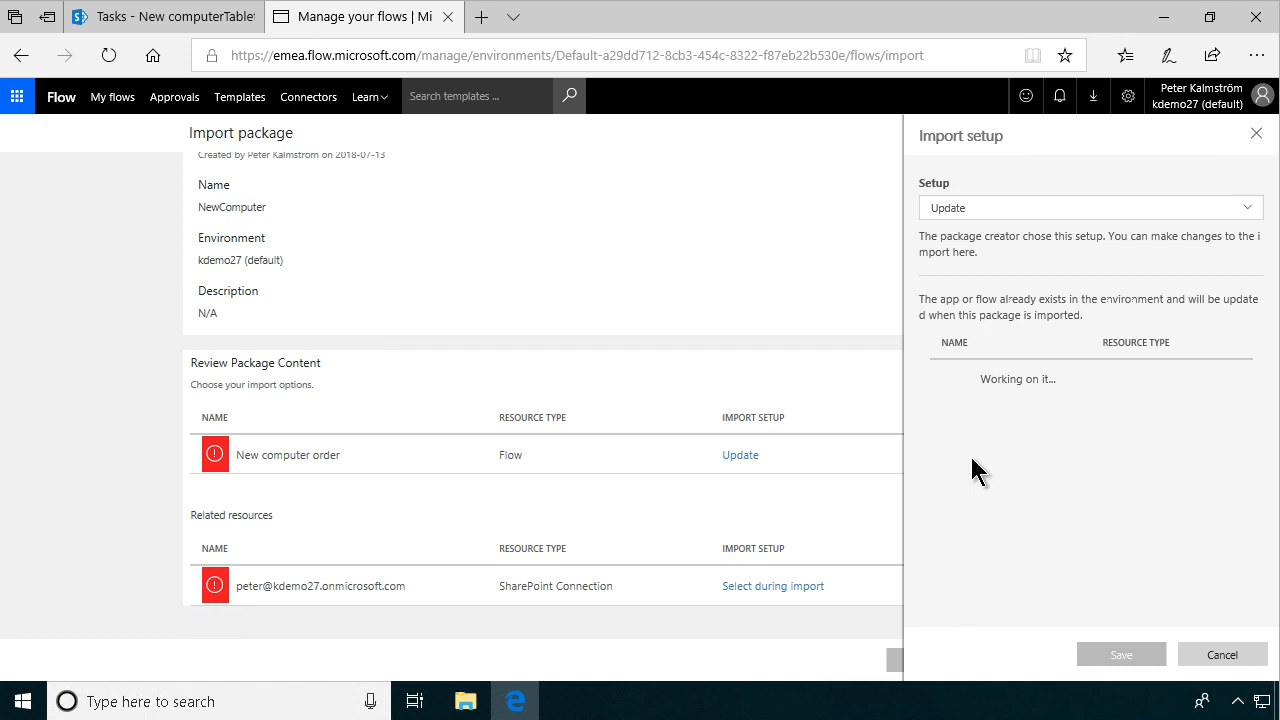 Tasks - New computerTablet
Manage your flows | Mi
https://emea.flow.microsoft.com/manage/environments/Default-a29dd712-8cb3-454c-8322-f87eb22b530e/flows/import
Flow
My flows
Approvals
Templates
Connectors
Learn
Search templates ...
Peter Kalmström
kdemo27 (default)
Import package
Created by Peter Kalmstrom on 2018-07-13
Name
NewComputer
Environment
kdemo27 (default)
Description
N/A
Review Package Content
Choose your import options.
NAME RESOURCE TYPE IMPORT SETUP
New computer order Flow Update
Related resources
NAME RESOURCE TYPE IMPORT SETUP
peter@kdemo27.onmicrosoft.com SharePoint Connection Select during import
Import setup
Setup
Update
The package creator chose this setup. You can make changes to the i
mport here.
The app or flow already exists in the environment and will be update
d when this package is imported.
NAME RESOURCE TYPE
Working on it...
Save
Cancel
Type here to search